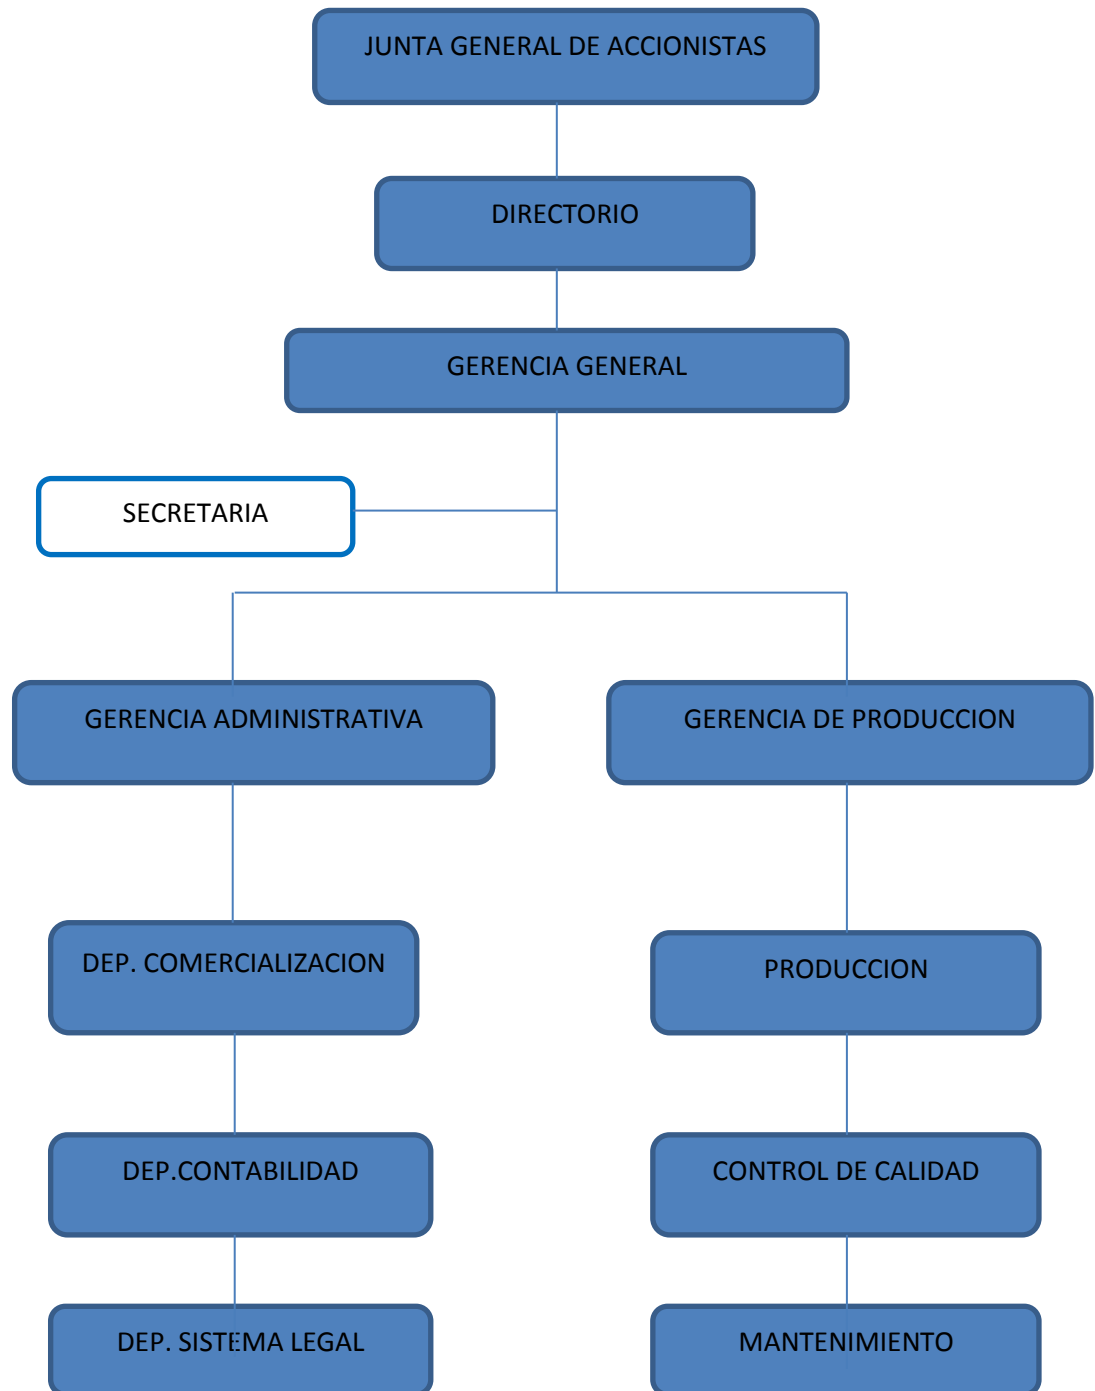 JUNTA GENERAL DE ACCIONISTAS
DIRECTORIO
GERENCIA GENERAL
SECRETARIA
GERENCIA ADMINISTRATIVA
GERENCIA DE PRODUCCION
DEP. COMERCIALIZACION
PRODUCCION
DEP.CONTABILIDAD
CONTROL DE CALIDAD
DEP. SISTEMA LEGAL
MANTENIMIENTO